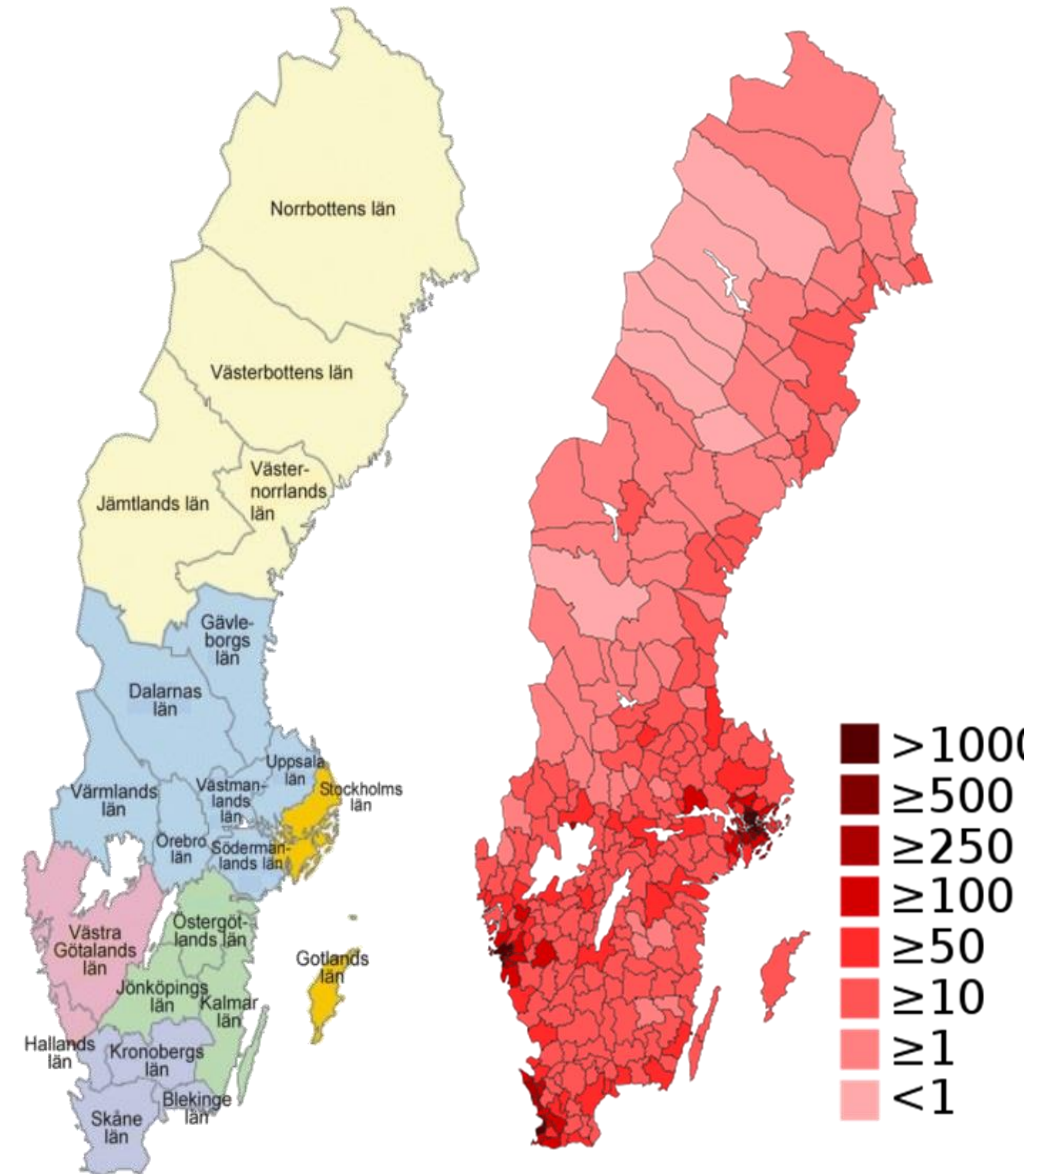 Norrbottens län
Västerbottens län
Väster-
norrlands
län
Jämtlands län
Gävle-
borgs
län
Dalarnas
län
Uppsala
län
Västman-
lands
län
Stockholms
län
Värmlands
län
Örebro
län
Söderman-
lands län
Östergöt-
lands län
Västra
Götalands
län
Gotlands
län
Jönköpings
län
Kalmar
län
Hallands
län
Kronobergs
län
Blekinge
län
Skåne
län
>1000
≥500
≥250
≥100
≥50
≥10
≥1
<1